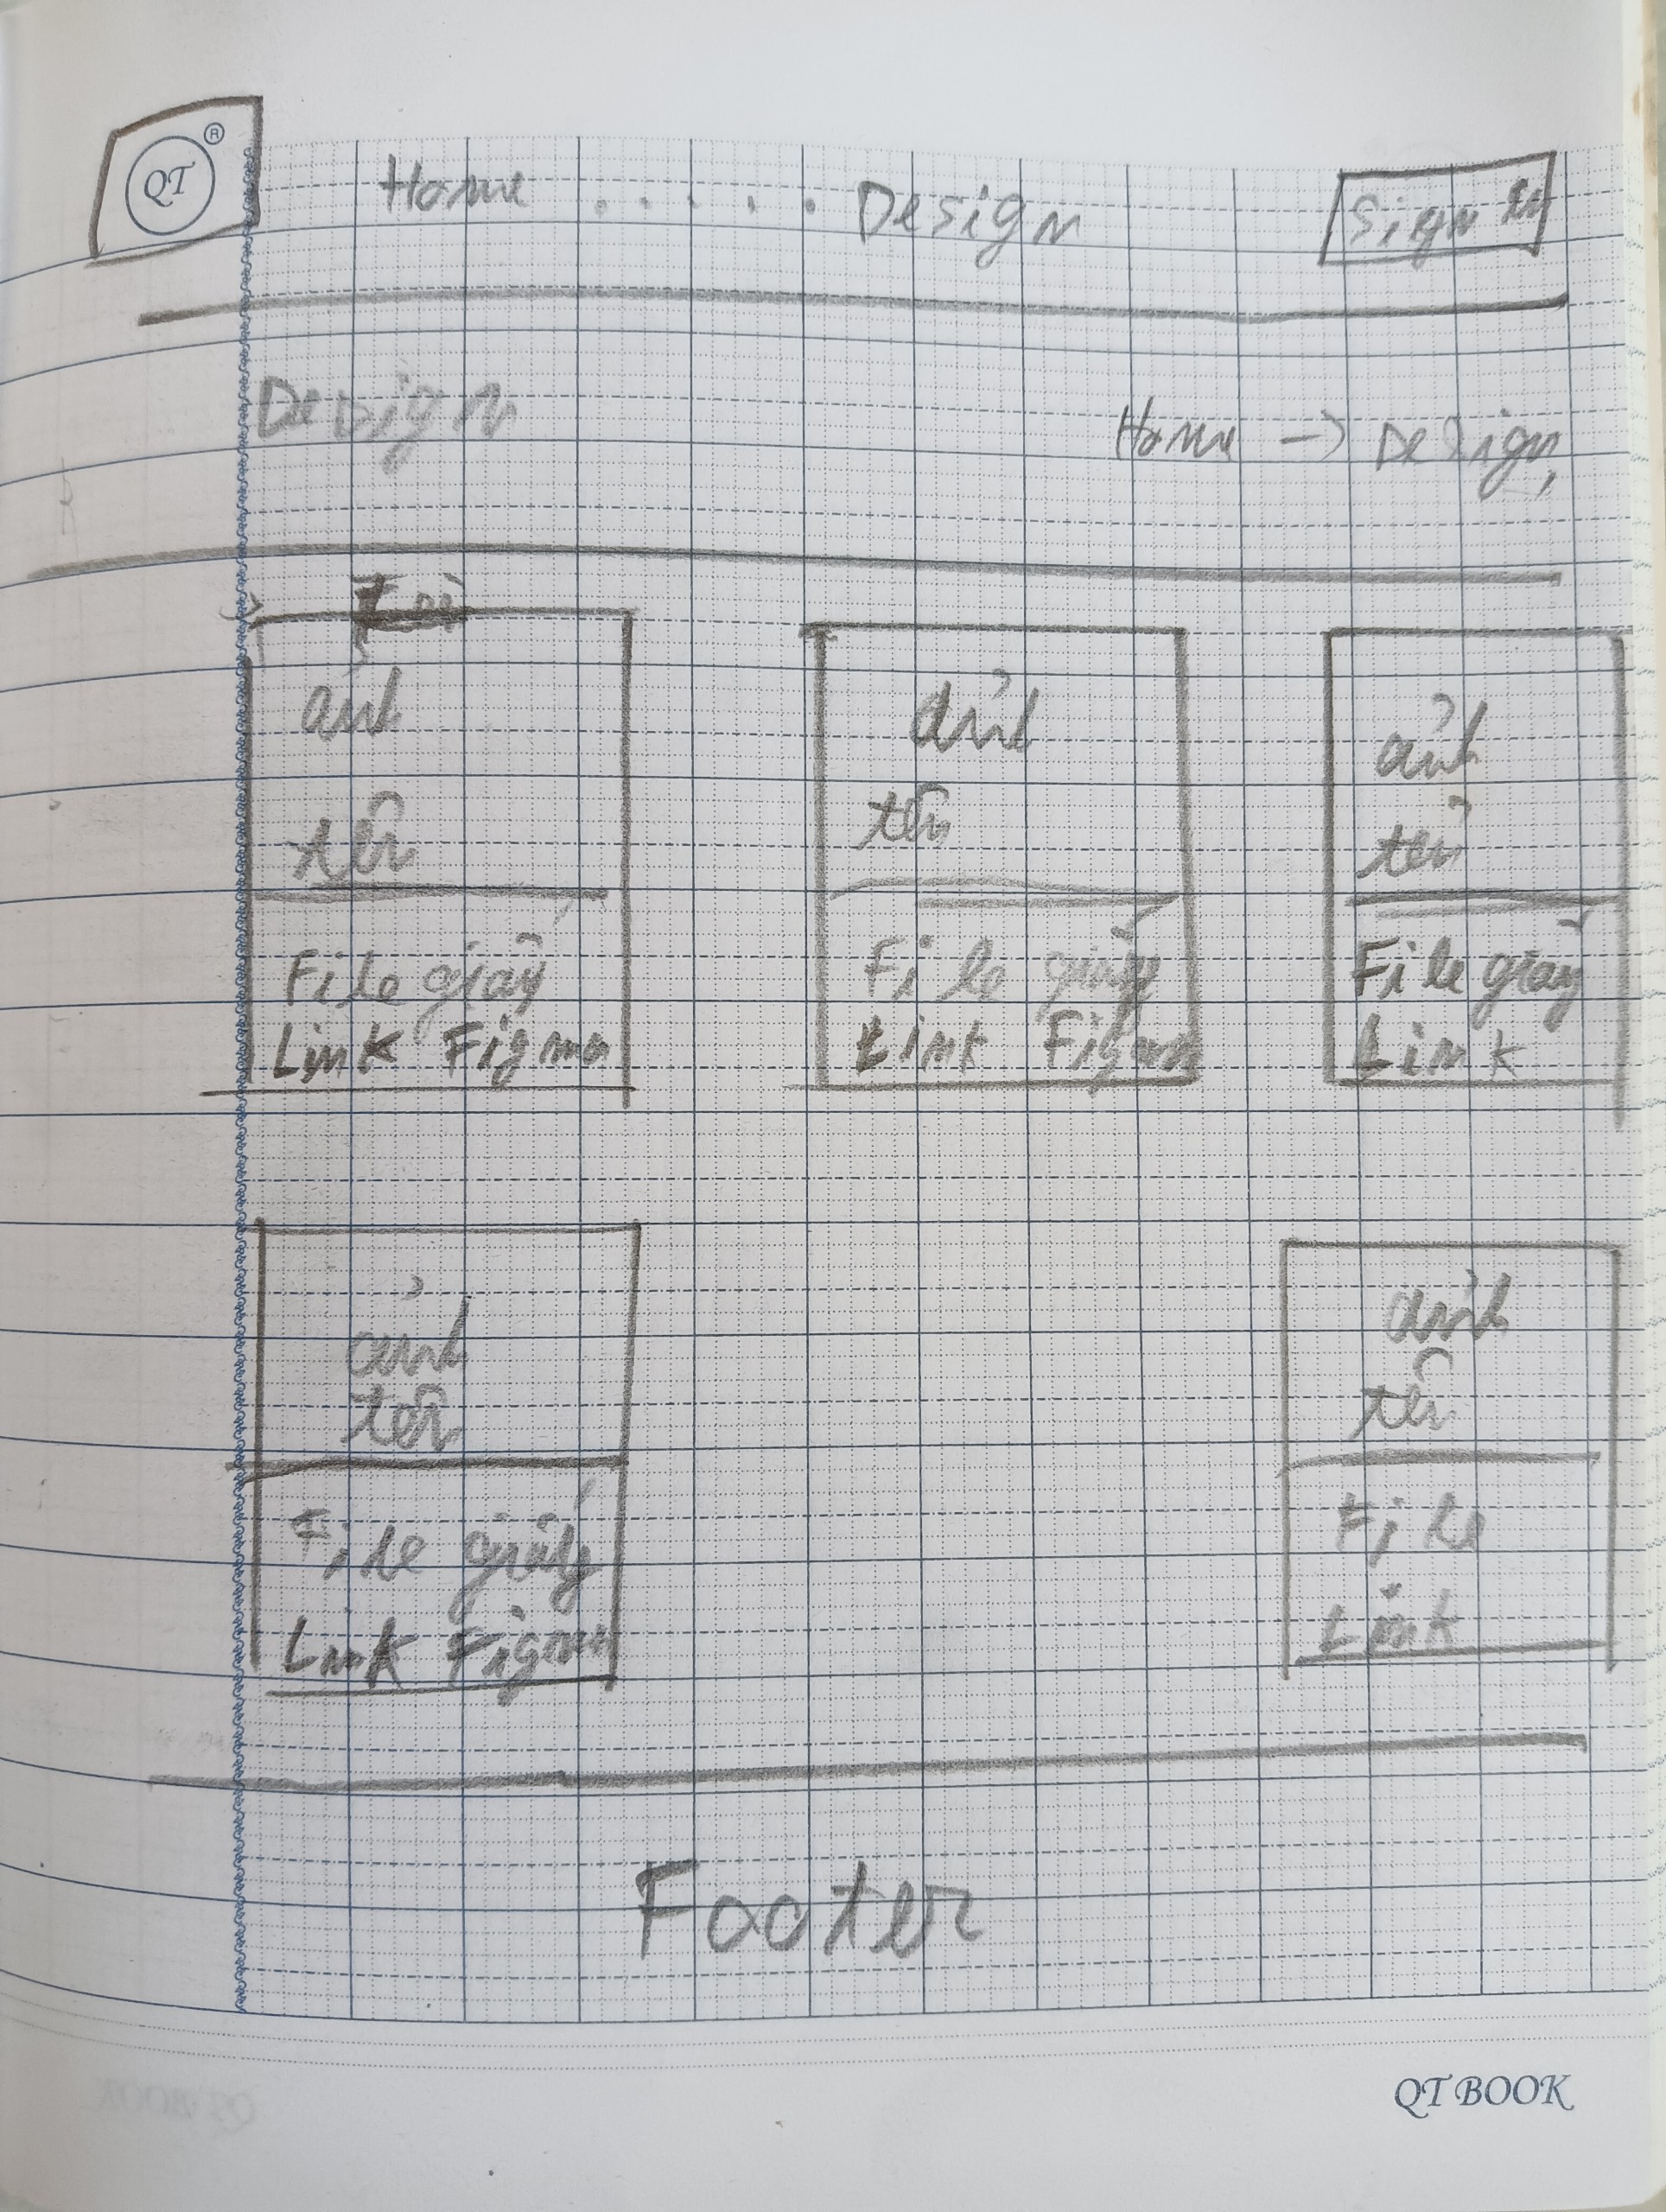 QT ®
Home . . . . . Design
Sign in
Design
Home -> Design
ảnh
tên
File giấy
Link Figma
ảnh
tên
File giấy
Link Figma
ảnh
tên
File giấy
Link
ảnh
tên
File giấy
Link Figma
ảnh
tên
File
Link
Footer
QT BOOK